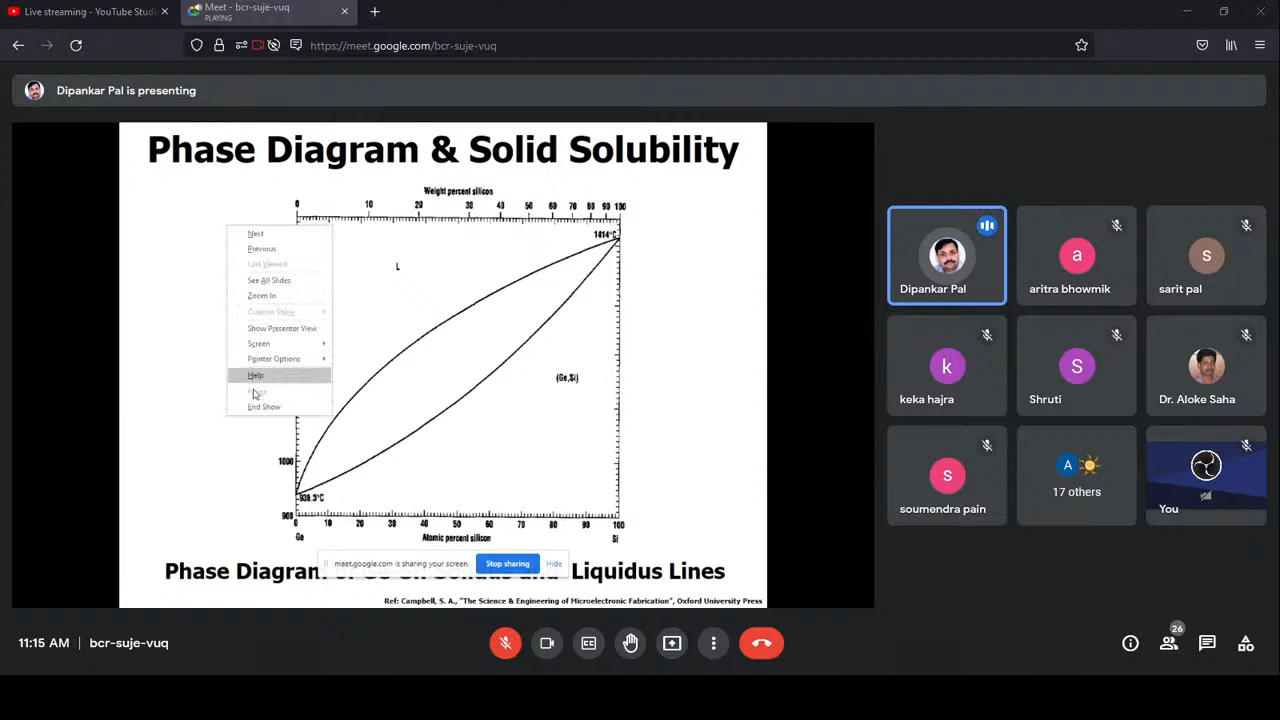 Live streaming - YouTube Studi
Meet - bcr-suje-vuq
PLAYING
https://meet.google.com/bcr-suje-vuq
Dipankar Pal is presenting
Phase Diagram & Solid Solubility
Weight percent silicon
0 10 20 30 40 50 60 70 80 90 100
1414°C
L
Next
Previous
Last Viewed
See All Slides
Zoom In
Custom Show
Show Presenter View
Screen
Pointer Options
Help
End Show
(Ge,Si)
1000
938.3°C
900
0 10 20 30 40 50 60 70 80 90 100
Ge Atomic percent silicon Si
meet.google.com is sharing your screen. Stop sharing Hide
Phase Diagram Liquidus Lines
Ref: Campbell, S. A., "The Science & Engineering of Microelectronic Fabrication", Oxford University Press
Dipankar Pal
a
aritra bhowmik
s
sarit pal
k
keka hajra
S
Shruti
Dr. Aloke Saha
s
soumendra pain
A
17 others
You
11:15 AM bcr-suje-vuq
26